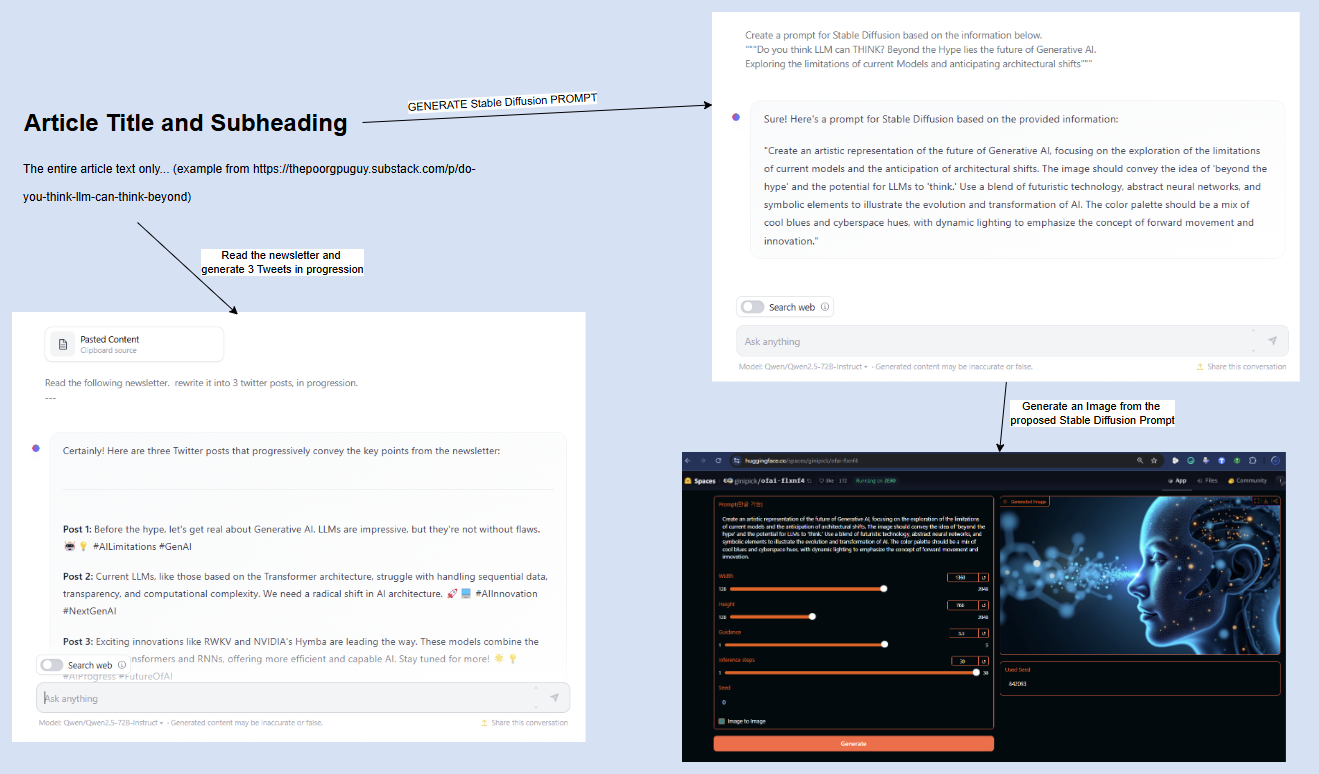 Article Title and Subheading
The entire article text only... (example from https://thepoorgpuguy.substack.com/p/do-
you-think-llm-can-think-beyond)
GENERATE Stable Diffusion PROMPT
Create a prompt for Stable Diffusion based on the information below.
"""Do you think LLM can THINK? Beyond the Hype lies the future of Generative AI.
Exploring the limitations of current Models and anticipating architectural shifts"""
Sure! Here's a prompt for Stable Diffusion based on the provided information:
"Create an artistic representation of the future of Generative AI, focusing on the exploration of the limitations
of current models and the anticipation of architectural shifts. The image should convey the idea of 'beyond the
hype' and the potential for LLMs to 'think.' Use a blend of futuristic technology, abstract neural networks, and
symbolic elements to illustrate the evolution and transformation of AI. The color palette should be a mix of
cool blues and cyberspace hues, with dynamic lighting to emphasize the concept of forward movement and
innovation."
Search web
Ask anything
Model: Qwen/Qwen2.5-72B-Instruct · Generated content may be inaccurate or false.
Share this conversation
Read the newsletter and
generate 3 Tweets in progression
Pasted Content
Clipboard source
Read the following newsletter. rewrite it into 3 twitter posts, in progression.
---
Certainly! Here are three Twitter posts that progressively convey the key points from the newsletter:
Post 1: Before the hype, let's get real about Generative AI. LLMs are impressive, but they're not without flaws.
#AILimitations #GenAI
Post 2: Current LLMs, like those based on the Transformer architecture, struggle with handling sequential data,
transparency, and computational complexity. We need a radical shift in AI architecture. 🚀 #AIInnovation
#NextGenAI
Post 3: Exciting innovations like RWKV and NVIDIA's Hymba are leading the way. These models combine the
nsformers and RNNs, offering more efficient and capable AI. Stay tuned for more! 🌟 💡
#AIProgress #FutureOfAI
Search web
Ask anything
Model: Qwen/Qwen2.5-72B-Instruct · Generated content may be inaccurate or false.
Share this conversation
Generate an Image from the
proposed Stable Diffusion Prompt
huggingface.co/spaces/ginipick/ofai-flxnf4
Spaces
ginipick/ofai-flxnf4
like 172
Running on ZERO
App
Files
Community
Create an artistic representation of the future of Generative AI, focusing on the exploration of the limitations
of current models and the anticipation of architectural shifts. The image should convey the idea of 'beyond the
hype' and the potential for LLMs to 'think.' Use a blend of futuristic technology, abstract neural networks, and
symbolic elements to illustrate the evolution and transformation of AI. The color palette should be a mix of
cool blues and cyberspace hues, with dynamic lighting to emphasize the concept of forward movement and
innovation.
Width
128
2048
Height
768
128
2048
Guidance
3.5
1
5
Inference steps
30
1
30
Seed
0
Image to Image
Generate
Generated Image
Used Seed